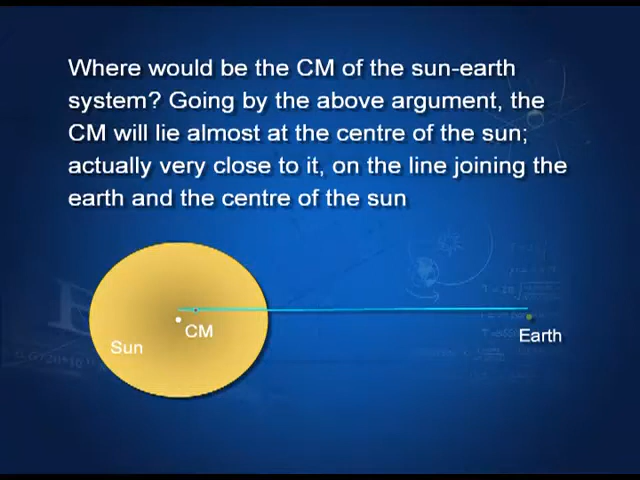 Where would be the CM of the sun-earth
system? Going by the above argument, the
CM will lie almost at the centre of the sun;
actually very close to it, on the line joining the
earth and the centre of the sun
CM
Sun
Earth